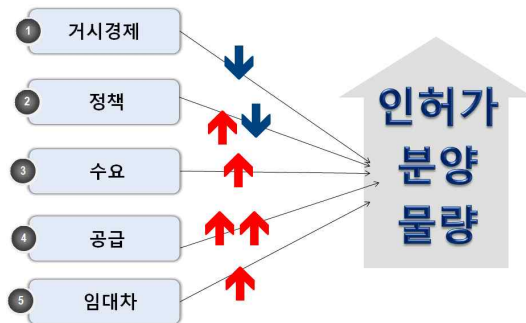 1 거시경제
2 정책
3 수요
4 공급
5 임대차
인허가
분양
물량